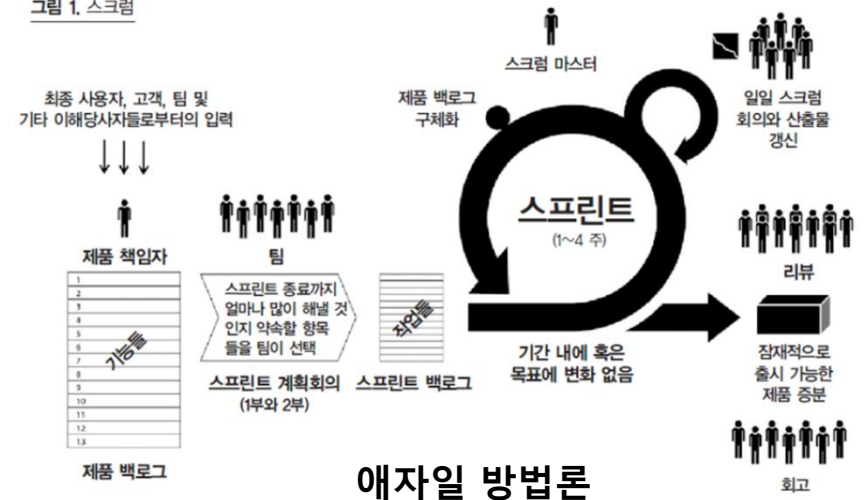 그림 1. 스크럼
최종 사용자, 고객, 팀 및
기타 이해당사자들로부터의 입력
제품 책임자
1
2
3
4
5
6
7
8
9
10
11
12
13
기능들
제품 백로그
팀
스프린트 종료까지
얼마나 많이 해낼 것
인지 약속할 항목
들을 팀이 선택
스프린트 계획회의
(1부와 2부)
작업들
스프린트 백로그
스크럼 마스터
제품 백로그
구체화
스프린트
(1~4 주)
기간 내에 혹은
목표에 변화 없음
일일 스크럼
회의와 산출물
갱신
리뷰
잠재적으로
출시 가능한
제품 증분
회고
애자일 방법론